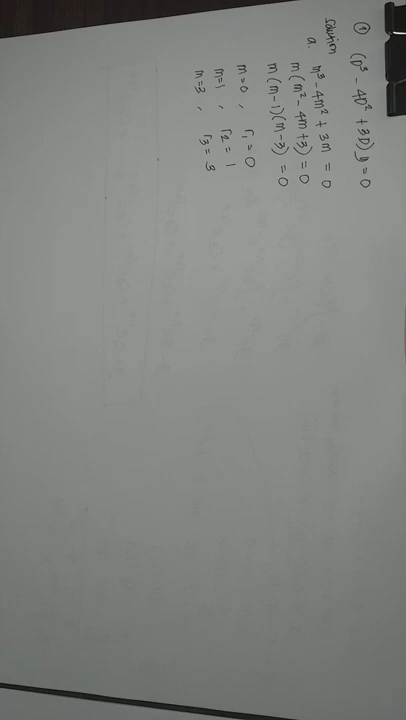 ① (D³ - 4D² + 3D) y = 0
Solution
a. m³ - 4m² + 3m = 0
m (m² - 4m + 3) = 0
m (m - 1) (m - 3) = 0
m = 0 , r₁ = 0
m = 1 , r₂ = 1
m = 3 , r₃ = 3